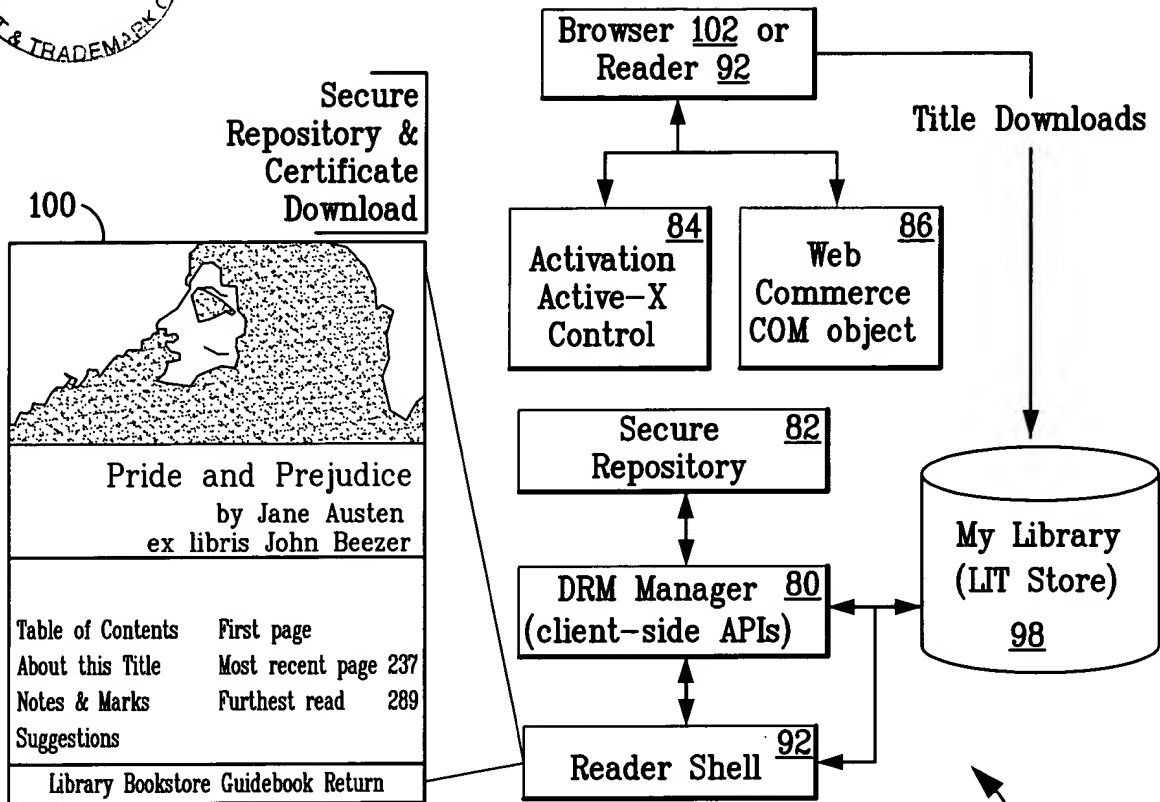 T & TRADEMARK
Secure
Repository &
Certificate
Download
100
Pride and Prejudice
by Jane Austen
ex libris John Beezer
Table of Contents First page
About this Title Most recent page 237
Notes & Marks Furthest read 289
Suggestions
Library Bookstore Guidebook Return
Browser 102 or
Reader 92
Title Downloads
84
Activation
Active-X
Control
86
Web
Commerce
COM object
Secure 82
Repository
DRM Manager 80
(client-side APIs)
Reader Shell 92
My Library
(LIT Store)
98